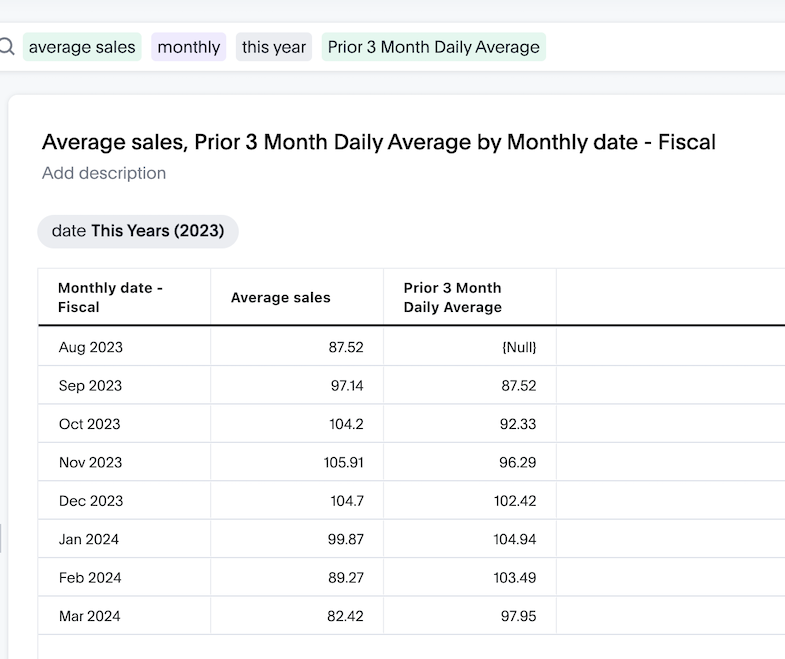 average sales monthly this year Prior 3 Month Daily Average
Average sales, Prior 3 Month Daily Average by Monthly date - Fiscal
Add description
date This Years (2023)
Monthly date - Fiscal Average sales Prior 3 Month Daily Average
Aug 2023 87.52 {Null}
Sep 2023 97.14 87.52
Oct 2023 104.2 92.33
Nov 2023 105.91 96.29
Dec 2023 104.7 102.42
Jan 2024 99.87 104.94
Feb 2024 89.27 103.49
Mar 2024 82.42 97.95